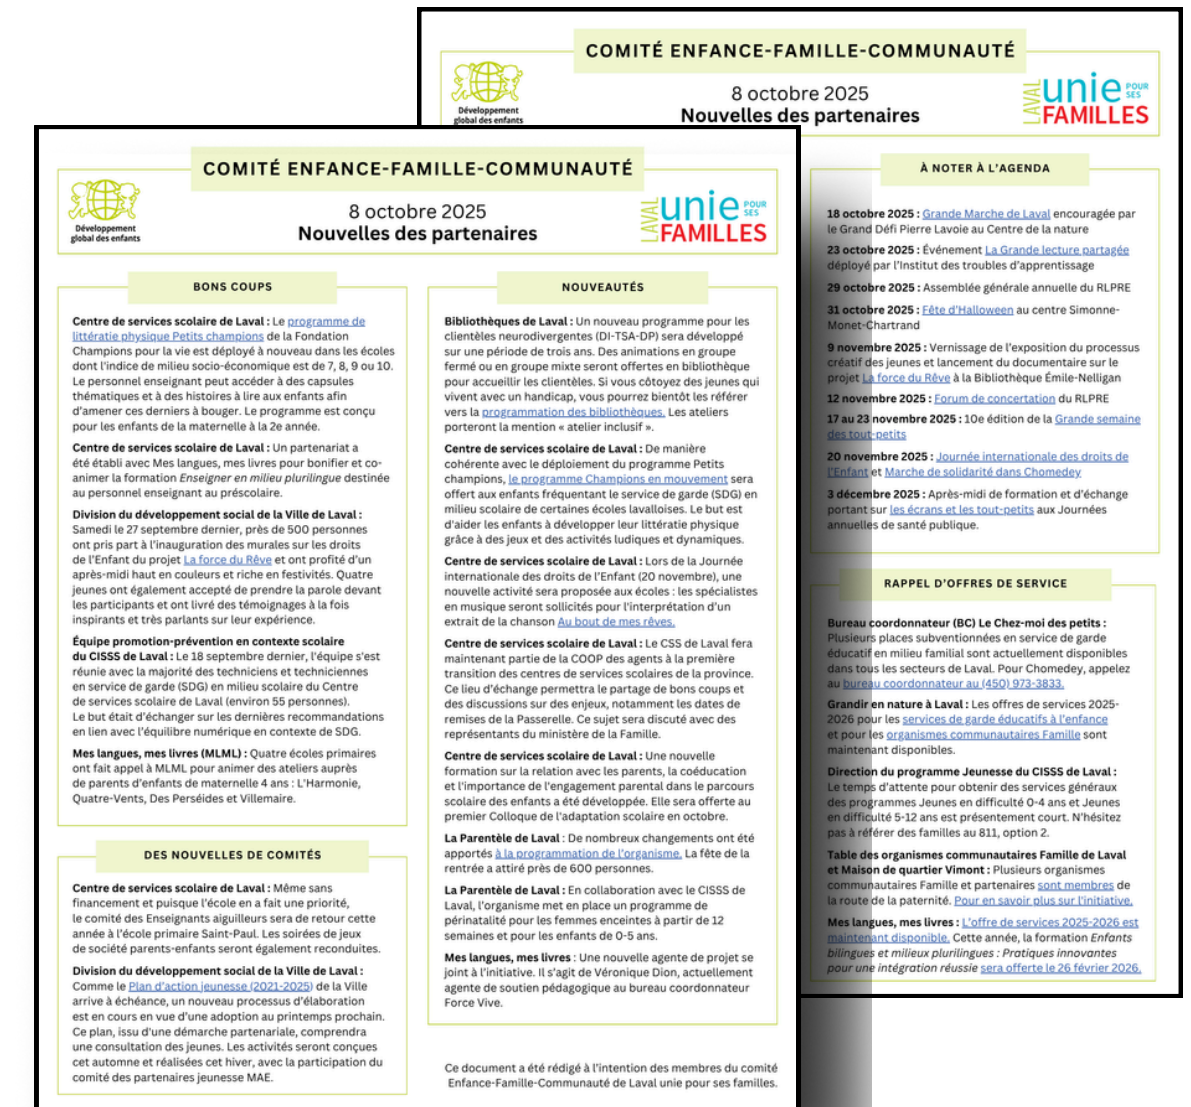 COMITÉ ENFANCE-FAMILLE-COMMUNAUTÉ
Développement
global des enfants
8 octobre 2025
Nouvelles des partenaires
LAVAL
unie POUR SES
FAMILLES
COMITÉ ENFANCE-FAMILLE-COMMUNAUTÉ
Développement
global des enfants
8 octobre 2025
Nouvelles des partenaires
LAVAL
unie POUR SES
FAMILLES
BONS COUPS
Centre de services scolaire de Laval : Le programme de
littératie physique Petits champions de la Fondation
Champions pour la vie est déployé à nouveau dans les écoles
dont l'indice de milieu socio-économique est de 7, 8, 9 ou 10.
Le personnel enseignant peut accéder à des capsules
thématiques et à des histoires à lire aux enfants afin
d'amener ces derniers à bouger. Le programme est conçu
pour les enfants de la maternelle à la 2e année.
Centre de services scolaire de Laval : Un partenariat a
été établi avec Mes langues, mes livres pour bonifier et co-
animer la formation Enseigner en milieu plurilingue destinée
au personnel enseignant au préscolaire.
Division du développement social de la Ville de Laval :
Samedi le 27 septembre dernier, près de 500 personnes
ont pris part à l'inauguration des murales sur les droits
de l'Enfant du projet La force du Rêve et ont profité d'un
après-midi haut en couleurs et riche en festivités. Quatre
jeunes ont également accepté de prendre la parole devant
les participants et ont livré des témoignages à la fois
inspirants et très parlants sur leur expérience.
Équipe promotion-prévention en contexte scolaire
du CISSS de Laval : Le 18 septembre dernier, l'équipe s'est
réunie avec la majorité des techniciens et techniciennes
en service de garde (SDG) en milieu scolaire du Centre
de services scolaire de Laval (environ 55 personnes).
Le but était d'échanger sur les dernières recommandations
en lien avec l'équilibre numérique en contexte de SDG.
Mes langues, mes livres (MLML) : Quatre écoles primaires
ont fait appel à MLML pour animer des ateliers auprès
de parents d'enfants de maternelle 4 ans : L'Harmonie,
Quatre-Vents, Des Perséides et Villemaire.
DES NOUVELLES DE COMITÉS
Centre de services scolaire de Laval : Même sans
financement et puisque l'école en a fait une priorité,
le comité des Enseignants aiguilleurs sera de retour cette
année à l'école primaire Saint-Paul. Les soirées de jeux
de société parents-enfants seront également reconduites.
Division du développement social de la Ville de Laval :
Comme le Plan d'action jeunesse (2021-2025) de la Ville
arrive à échéance, un nouveau processus d'élaboration
est en cours en vue d'une adoption au printemps prochain.
Ce plan, issu d'une démarche partenariale, comprendra
une consultation des jeunes. Les activités seront conçues
cet automne et réalisées cet hiver, avec la participation du
comité des partenaires jeunesse MAE.
NOUVEAUTÉS
Bibliothèques de Laval : Un nouveau programme pour les
clientèles neurodivergentes (DI-TSA-DP) sera développé
sur une période de trois ans. Des animations en groupe
fermé ou en groupe mixte seront offertes en bibliothèque
pour accueillir les clientèles. Si vous côtoyez des jeunes qui
vivent avec un handicap, vous pourrez bientôt les référer
vers la programmation des bibliothèques. Les ateliers
porteront la mention « atelier inclusif ».
Centre de services scolaire de Laval : De manière
cohérente avec le déploiement du programme Petits
champions, le programme Champions en mouvement sera
offert aux enfants fréquentant le service de garde (SDG) en
milieu scolaire de certaines écoles lavalloises. Le but est
d'aider les enfants à développer leur littératie physique
grâce à des jeux et des activités ludiques et dynamiques.
Centre de services scolaire de Laval : Lors de la Journée
internationale des droits de l'Enfant (20 novembre), une
nouvelle activité sera proposée aux écoles : les spécialistes
en musique seront sollicités pour l'interprétation d'un
extrait de la chanson Au bout de mes rêves.
Centre de services scolaire de Laval : Le CSS de Laval fera
maintenant partie de la COOP des agents à la première
transition des centres de services scolaires de la province.
Ce lieu d'échange permettra le partage de bons coups et
des discussions sur des enjeux, notamment les dates de
remises de la Passerelle. Ce sujet sera discuté avec des
représentants du ministère de la Famille.
Centre de services scolaire de Laval : Une nouvelle
formation sur la relation avec les parents, la coéducation
et l'importance de l'engagement parental dans le parcours
scolaire des enfants a été développée. Elle sera offerte au
premier Colloque de l'adaptation scolaire en octobre.
La Parentèle de Laval : De nombreux changements ont été
apportés à la programmation de l'organisme. La fête de la
rentrée a attiré près de 600 personnes.
La Parentèle de Laval : En collaboration avec le CISSS de
Laval, l'organisme met en place un programme de
périnatalité pour les femmes enceintes à partir de 12
semaines et pour les enfants de 0-5 ans.
Mes langues, mes livres : Une nouvelle agente de projet se
joint à l'initiative. Il s'agit de Véronique Dion, actuellement
agente de soutien pédagogique au bureau coordonnateur
Force Vive.
Ce document a été rédigé à l'intention des membres du comité
Enfance-Famille-Communauté de Laval unie pour ses familles.
À NOTER À L'AGENDA
18 octobre 2025 : Grande Marche de Laval encouragée par
le Grand Défi Pierre Lavoie au Centre de la nature
23 octobre 2025 : Événement La Grande lecture partagée
déployé par l'Institut des troubles d'apprentissage
29 octobre 2025 : Assemblée générale annuelle du RLPRE
31 octobre 2025 : Fête d'Halloween au centre Simonne-
Monet-Chartrand
9 novembre 2025 : Vernissage de l'exposition du processus
créatif des jeunes et lancement du documentaire sur le
projet La force du Rêve à la Bibliothèque Émile-Nelligan
12 novembre 2025 : Forum de concertation du RLPRE
17 au 23 novembre 2025 : 10e édition de la Grande semaine
des tout-petits
20 novembre 2025 : Journée internationale des droits de
l'Enfant et Marche de solidarité dans Chomedey
3 décembre 2025 : Après-midi de formation et d'échange
portant sur les écrans et les tout-petits aux Journées
annuelles de santé publique.
RAPPEL D'OFFRES DE SERVICE
Bureau coordonnateur (BC) Le Chez-moi des petits :
Plusieurs places subventionnées en service de garde
éducatif en milieu familial sont actuellement disponibles
dans tous les secteurs de Laval. Pour Chomedey, appelez
au bureau coordonnateur au (450) 973-3833.
Grandir en nature à Laval : Les offres de services 2025-
2026 pour les services de garde éducatifs à l'enfance
et pour les organismes communautaires Famille sont
maintenant disponibles.
Direction du programme Jeunesse du CISSS de Laval :
Le temps d'attente pour obtenir des services généraux
des programmes Jeunes en difficulté 0-4 ans et Jeunes
en difficulté 5-12 ans est présentement court. N'hésitez
pas à référer des familles au 811, option 2.
Table des organismes communautaires Famille de Laval
et Maison de quartier Vimont : Plusieurs organismes
communautaires Famille et partenaires sont membres de
la route de la paternité. Pour en savoir plus sur l'initiative.
Mes langues, mes livres : L'offre de services 2025-2026 est
maintenant disponible. Cette année, la formation Enfants
bilingues et milieux plurilingues : Pratiques innovantes
pour une intégration réussie sera offerte le 26 février 2026.